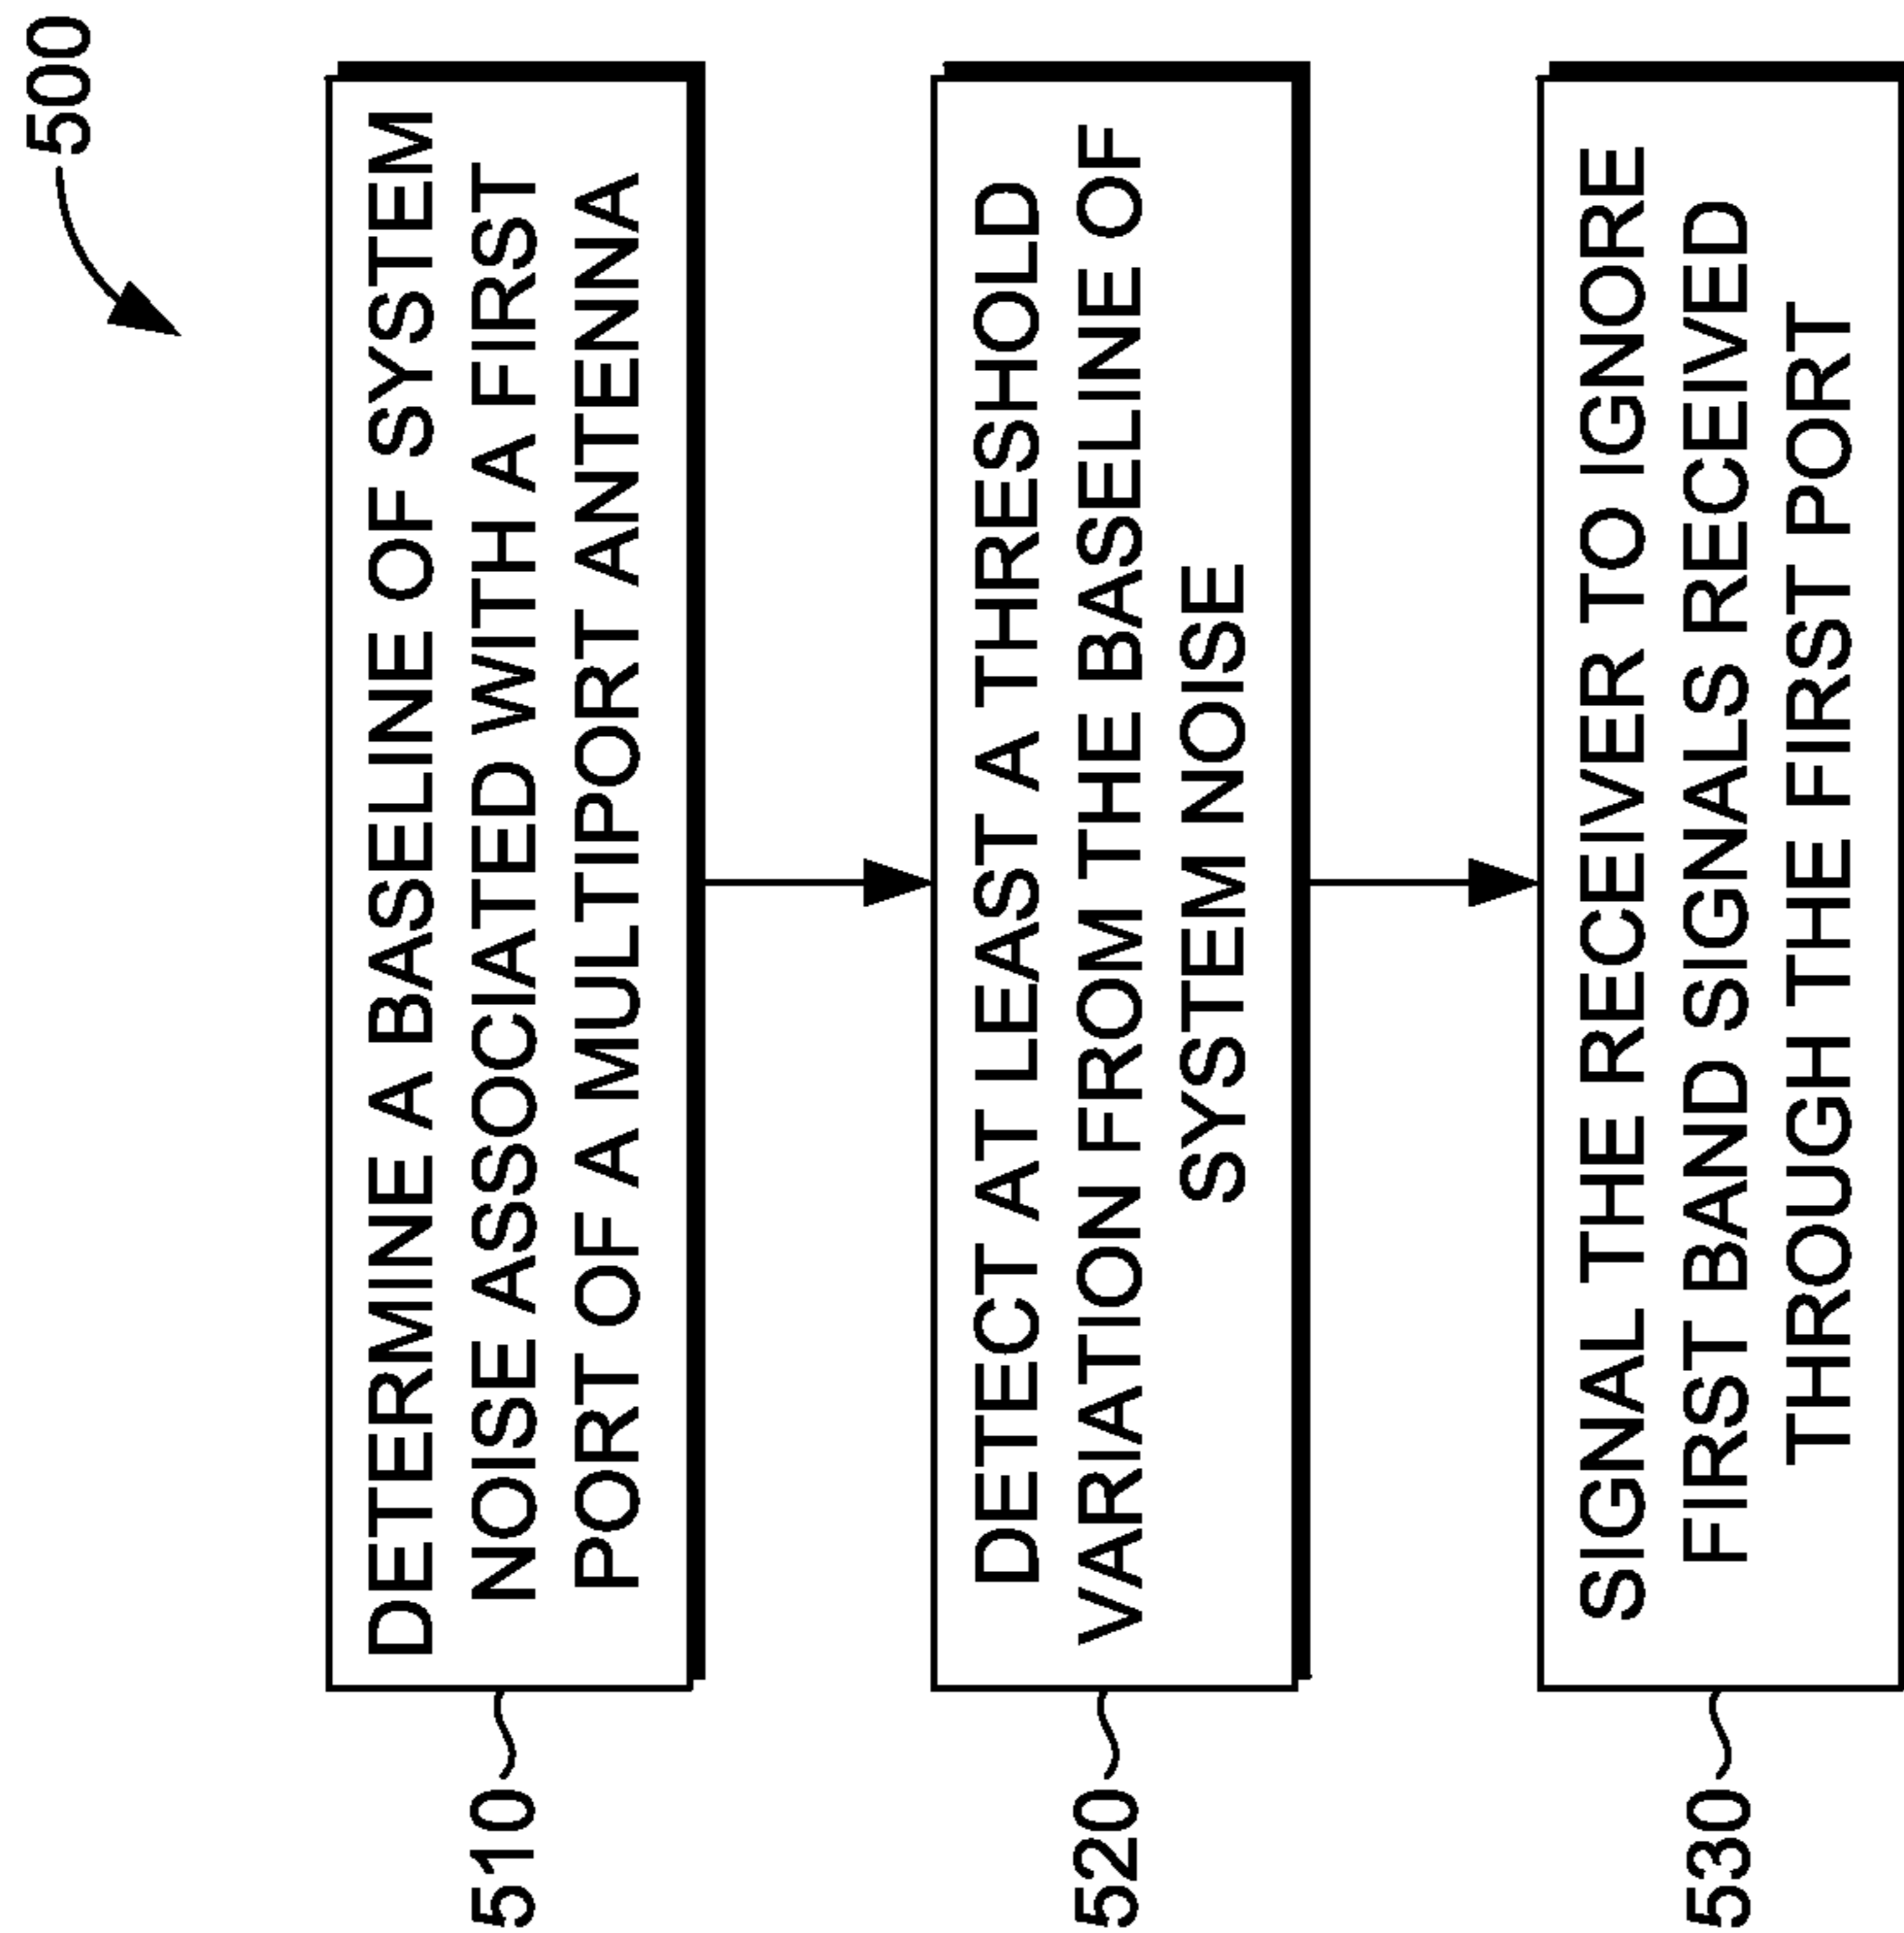 500
510
DETERMINE A BASELINE OF SYSTEM
NOISE ASSOCIATED WITH A FIRST
PORT OF A MULTIPORT ANTENNA
520
DETECT AT LEAST A THRESHOLD
VARIATION FROM THE BASELINE OF
SYSTEM NOISE
530
SIGNAL THE RECEIVER TO IGNORE
FIRST BAND SIGNALS RECEIVED
THROUGH THE FIRST PORT